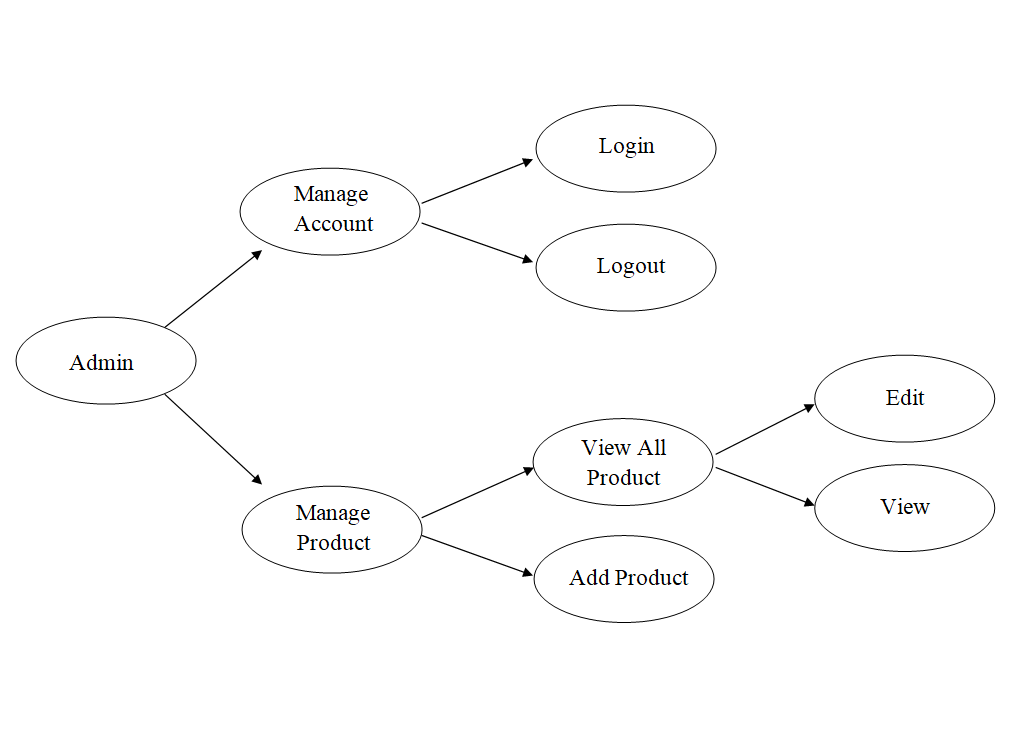 Login
Manage
Account
Logout
Admin
Edit
View All
Product
View
Manage
Product
Add Product